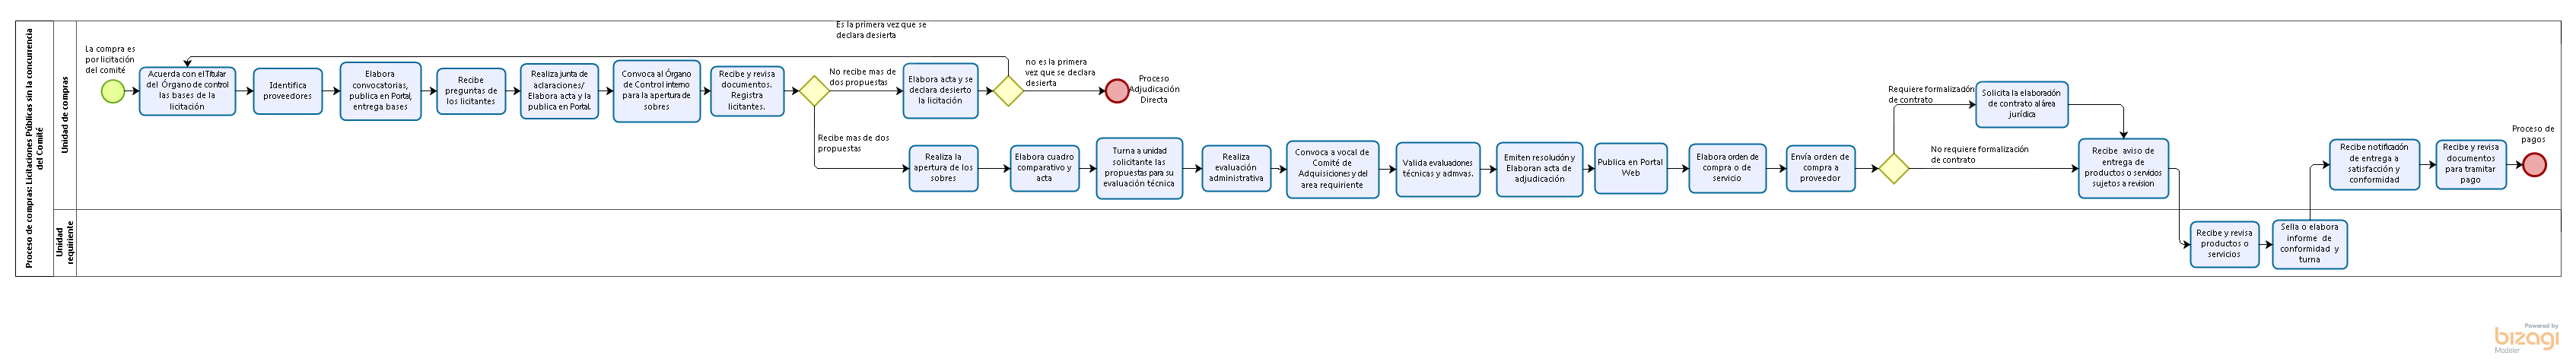 Proceso de compras: Licitaciones Públicas sin la concurrencia
del Comité
Unidad de compras
La compra es
por licitación
del comité
Acuerda con el Titular
del Órgano de control
las bases de la
licitación
Identifica
proveedores
Elabora
convocatorias,
publica en Portal,
entrega bases
Recibe
preguntas de
los licitantes
Realiza junta de
aclaraciones/
Elabora acta y la
publica en Portal.
Convoca al Órgano
de Control interno
para la apertura de
sobres
Recibe y revisa
documentos.
Registra
licitantes.
No recibe mas de
dos propuestas
Elabora acta y se
declara desierto
la licitación
Es la primera vez que se
declara desierta
no es la primera
vez que se declara
desierta
Proceso
Adjudicación
Directa
Recibe mas de dos
propuestas
Realiza la
apertura de los
sobres
Elabora cuadro
comparativo y
acta
Turna a unidad
solicitante las
propuestas para su
evaluación técnica
Realiza
evaluación
administrativa
Convoca a vocal de
Comité de
Adquisiciones y del
area requiriente
Valida evaluadones
técnicas y admvas.
Emiten resolución y
Elaboran acta de
adjudicación
Publica en Portal
Web
Elabora orden de
compra o de
servicio
Envía orden de
compra a
proveedor
Requiere formalización
de contrato
Solicita la elaboración
de contrato al área
jurídica
No requiere formalización
de contrato
Recibe aviso de
entrega de
productos o servicios
sujetos a revision
Recibe notificación
de entrega a
satisfacción y
conformidad
Recibe y revisa
documentos
para tramitar
pago
Proceso de
pagos
Unidad
requiriente
Recibe y revisa
productos o
servicios
Sella o elabora
informe de
conformidad y
turna
Powered by
bizagi
Modeler